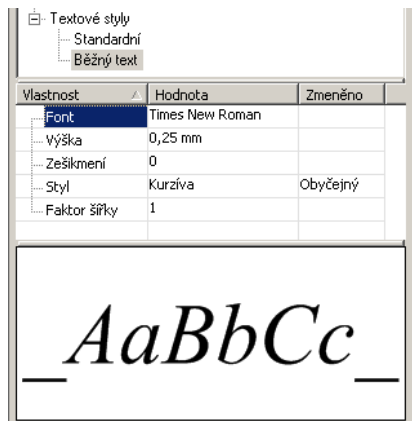 Textové styly
Standardní
Běžný text
Vlastnost Hodnota Zmeněno
Font Times New Roman
Výška 0,25 mm
Zešikmení 0
Styl Kurzíva Obyčejný
Faktor šířky 1
_AaBbCc_